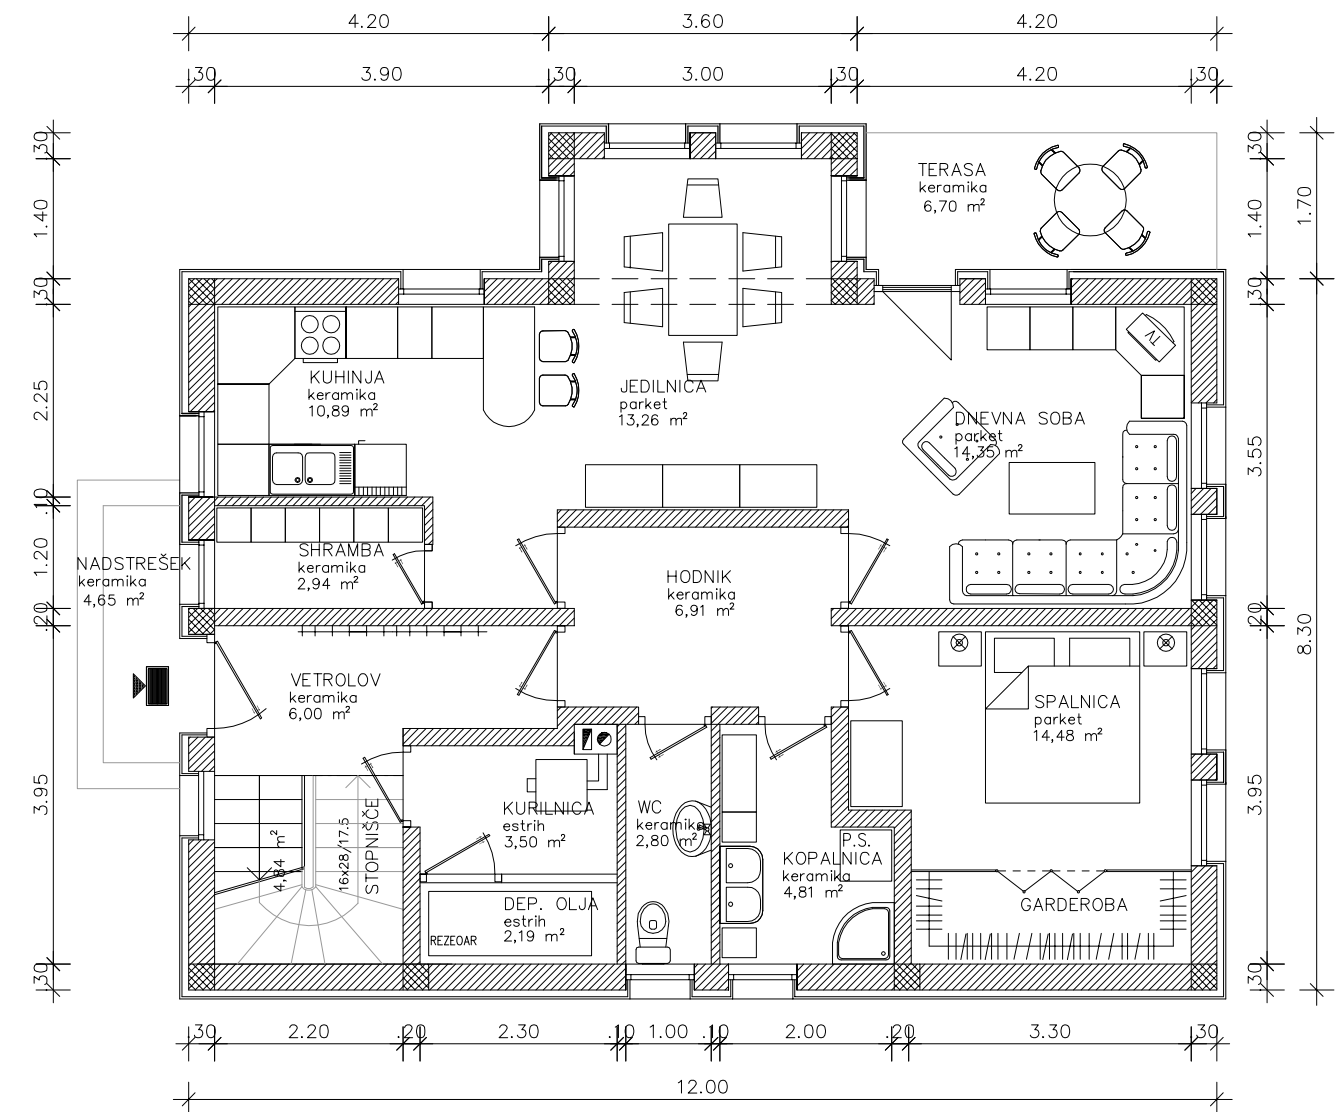 4.20
3.60
4.20
.30
3.90
.30
3.00
.30
4.20
.30
.30
1.40
.30
2.25
.10
1.20
.20
3.95
.30
TERASA
keramika
6,70 m²
.30
1.40
.30
3.55
.20
3.95
.30
1.70
8.30
KUHINJA
keramika
10,89 m²
JEDILNICA
parket
13,26 m²
TV
DNEVNA SOBA
parket
14,35 m²
NADSTREŠEK
keramika
4,65 m²
SHRAMBA
keramika
2,94 m²
HODNIK
keramika
6,91 m²
VETROLOV
keramika
6,00 m²
SPALNICA
parket
14,48 m²
4,84 m²
16x28/17.5
STOPNIŠČE
KURILNICA
estrih
3,50 m²
WC
keramika
2,80 m²
P.S.
KOPALNICA
keramika
4,81 m²
DEP. OLJA
estrih
2,19 m²
REZEOAR
GARDEROBA
.30
2.20
.20
2.30
.10
1.00
.10
2.00
.20
3.30
.30
12.00